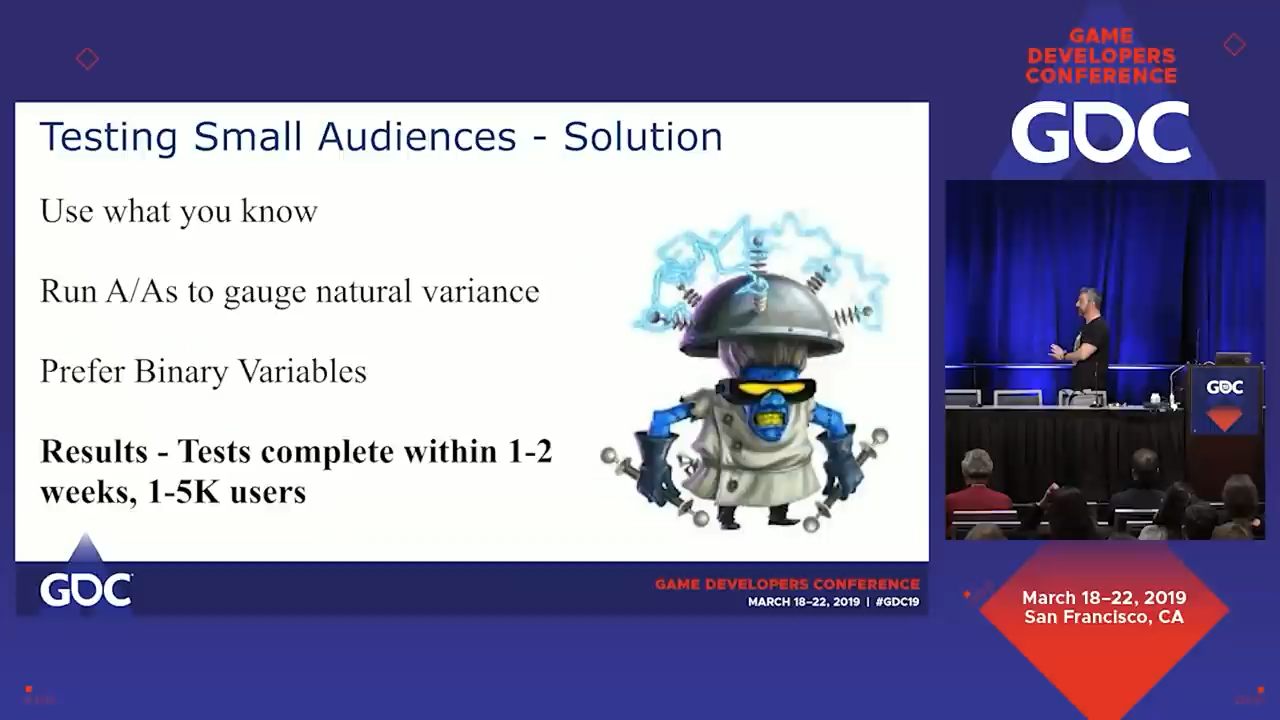 GAME
DEVELOPERS
CONFERENCE
GDC
Testing Small Audiences - Solution
Use what you know
Run A/As to gauge natural variance
Prefer Binary Variables
Results - Tests complete within 1-2
weeks, 1-5K users
GDC
GAME DEVELOPERS CONFERENCE
MARCH 18–22, 2019 | #GDC19
GDC
March 18–22, 2019
San Francisco, CA